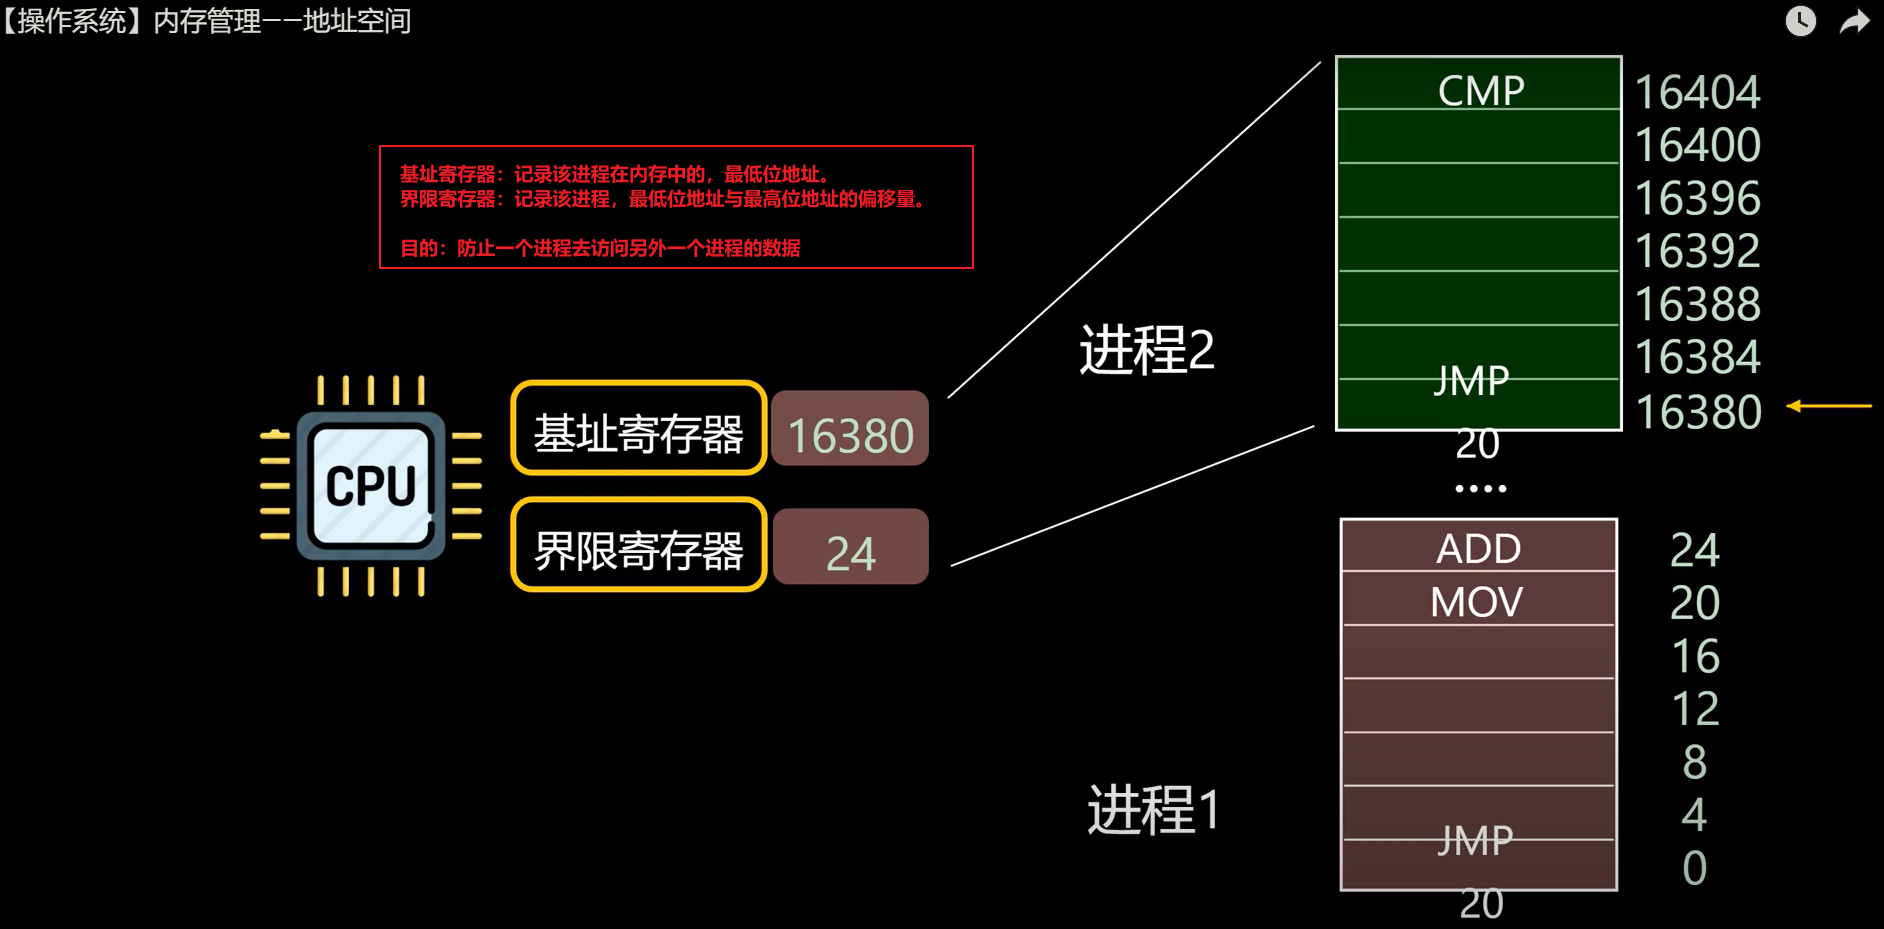 【操作系统】内存管理——地址空间
基址寄存器：记录该进程在内存中的，最低位地址。
界限寄存器：记录该进程，最低位地址与最高位地址的偏移量。
目的：防止一个进程去访问另外一个进程的数据
CPU
基址寄存器 16380
界限寄存器 24
进程2
CMP 16404
16400
16396
16392
16388
16384
JMP 20 16380
....
进程1
ADD 24
MOV 20
16
12
8
4
JMP 20 0